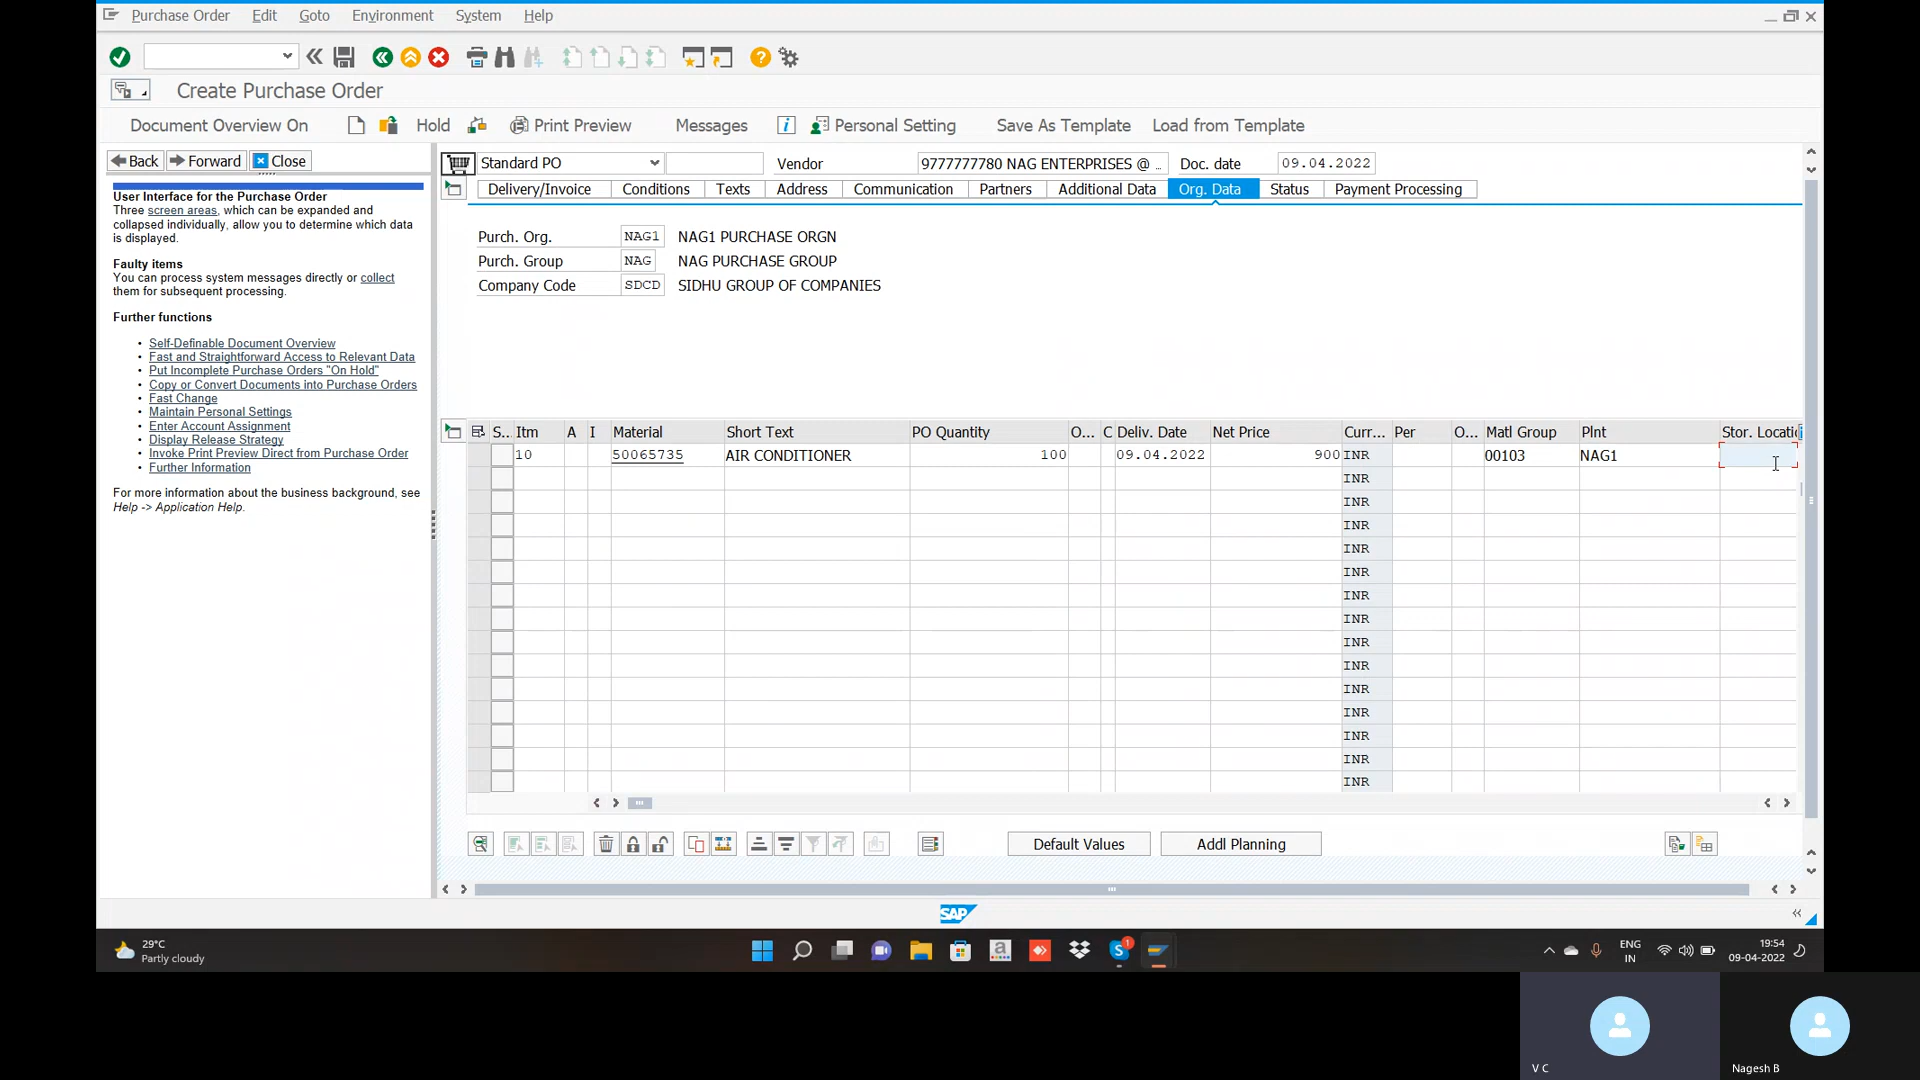 Purchase Order Edit Goto Environment System Help
Create Purchase Order
Document Overview On Hold Print Preview Messages Personal Setting Save As Template Load from Template
Back Forward Close
User Interface for the Purchase Order
Three screen areas, which can be expanded and
collapsed individually, allow you to determine which data
is displayed.
Faulty items
You can process system messages directly or collect
them for subsequent processing.
Further functions
• Self-Definable Document Overview
• Fast and Straightforward Access to Relevant Data
• Put Incomplete Purchase Orders "On Hold"
• Copy or Convert Documents into Purchase Orders
• Fast Change
• Maintain Personal Settings
• Enter Account Assignment
• Display Release Strategy
• Invoke Print Preview Direct from Purchase Order
• Further Information
For more information about the business background, see
Help -> Application Help.
Standard PO Vendor 9777777780 NAG ENTERPRISES @ ... Doc. date 09.04.2022
Delivery/Invoice Conditions Texts Address Communication Partners Additional Data Org. Data Status Payment Processing
Purch. Org. NAG1 NAG1 PURCHASE ORGN
Purch. Group NAG NAG PURCHASE GROUP
Company Code SDCD SIDHU GROUP OF COMPANIES
S... Itm A I Material Short Text PO Quantity O... C Deliv. Date Net Price Curr... Per O... Matl Group Plnt Stor. Locati
10 50065735 AIR CONDITIONER 100 09.04.2022 900 INR 00103 NAG1
INR
INR
INR
INR
INR
INR
INR
INR
INR
INR
INR
INR
INR
INR
Default Values Addl Planning
SAP
29°C
Partly cloudy
a
S 1
ENG
IN
19:54
09-04-2022
V C Nagesh B